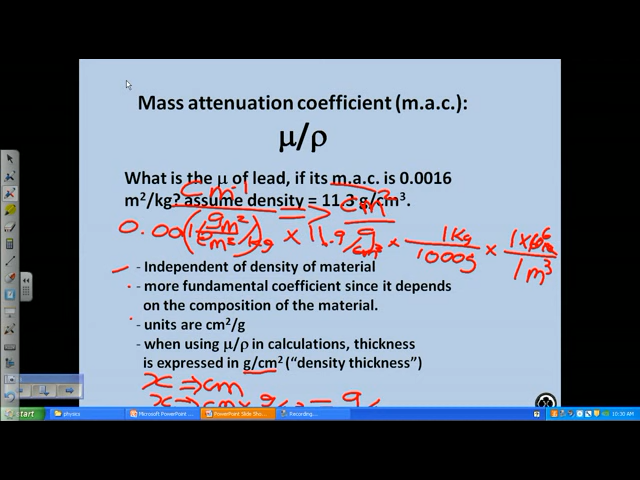 Mass attenuation coefficient (m.a.c.):
μ/ρ
What is the μ of lead, if its m.a.c. is 0.0016
m²/kg? assume density = 11.3 g/cm³.
cm⁻¹ => cm²
× 11.9 g/cm³ × 1Kg/1000g ×
1m³
- Independent of density of material
- more fundamental coefficient since it depends
on the composition of the material.
- units are cm²/g
- when using μ/ρ in calculations, thickness
is expressed in g/cm² ("density thickness")
x ⇒ cm
start
physics
Microsoft PowerPoint ...
PowerPoint Slide Sho...
Recording...
10:30 AM